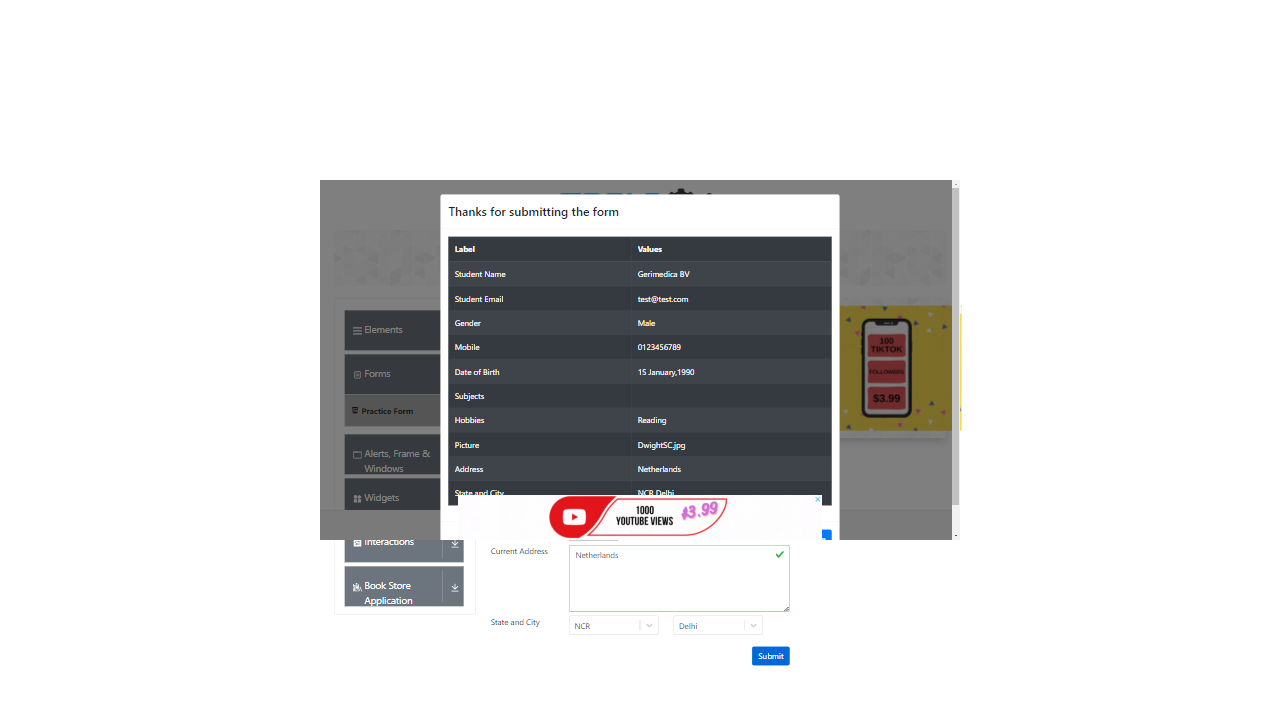 Thanks for submitting the form
Label Values
Student Name Gerimedica BV
Student Email test@test.com
Gender Male
Mobile 0123456789
Date of Birth 15 January,1990
Subjects
Hobbies Reading
Picture DwightSC.jpg
Address Netherlands
State and City NCR Delhi
Elements
Forms
Practice Form
Alerts, Frame &
Windows
Widgets
Interactions
Book Store
Application
100
TIKTOK
FOLLOWERS
$3.99
1000
YOUTUBE VIEWS
$3.99
Current Address Netherlands
State and City NCR Delhi
Submit